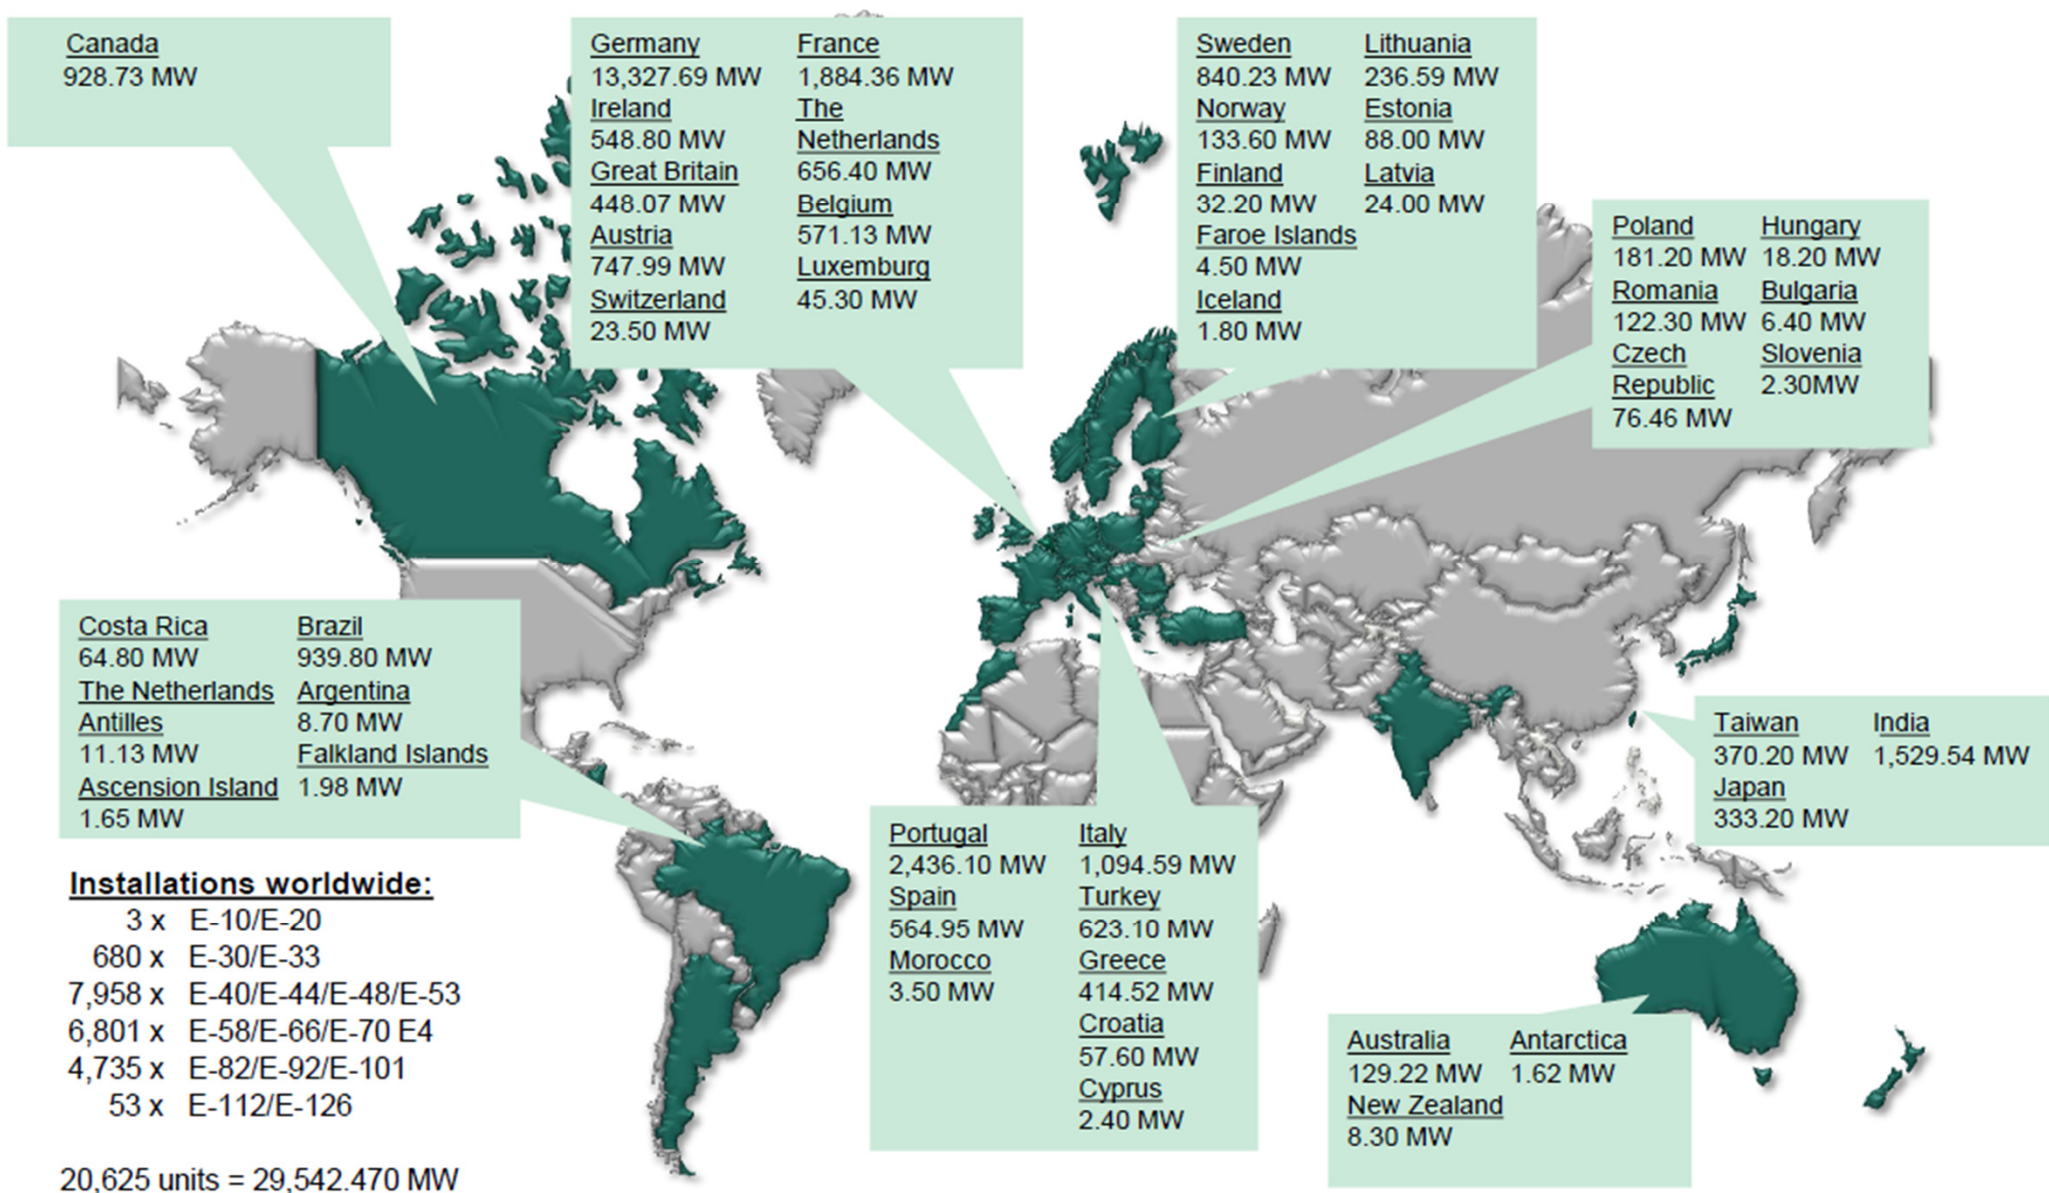 Canada
928.73 MW
Germany
13,327.69 MW
Ireland
548.80 MW
Great Britain
448.07 MW
Austria
747.99 MW
Switzerland
23.50 MW
France
1,884.36 MW
The
Netherlands
656.40 MW
Belgium
571.13 MW
Luxemburg
45.30 MW
Sweden
840.23 MW
Norway
133.60 MW
Finland
32.20 MW
Faroe Islands
4.50 MW
Iceland
1.80 MW
Lithuania
236.59 MW
Estonia
88.00 MW
Latvia
24.00 MW
Poland
181.20 MW
Romania
122.30 MW
Czech
Republic
76.46 MW
Hungary
18.20 MW
Bulgaria
6.40 MW
Slovenia
2.30MW
Costa Rica
64.80 MW
The Netherlands
Antilles
11.13 MW
Ascension Island
1.65 MW
Brazil
939.80 MW
Argentina
8.70 MW
Falkland Islands
1.98 MW
Taiwan
370.20 MW
Japan
333.20 MW
India
1,529.54 MW
Portugal
2,436.10 MW
Spain
564.95 MW
Morocco
3.50 MW
Italy
1,094.59 MW
Turkey
623.10 MW
Greece
414.52 MW
Croatia
57.60 MW
Cyprus
2.40 MW
Australia
129.22 MW
New Zealand
8.30 MW
Antarctica
1.62 MW
Installations worldwide:
3 x E-10/E-20
680 x E-30/E-33
7,958 x E-40/E-44/E-48/E-53
6,801 x E-58/E-66/E-70 E4
4,735 x E-82/E-92/E-101
53 x E-112/E-126
20,625 units = 29,542.470 MW